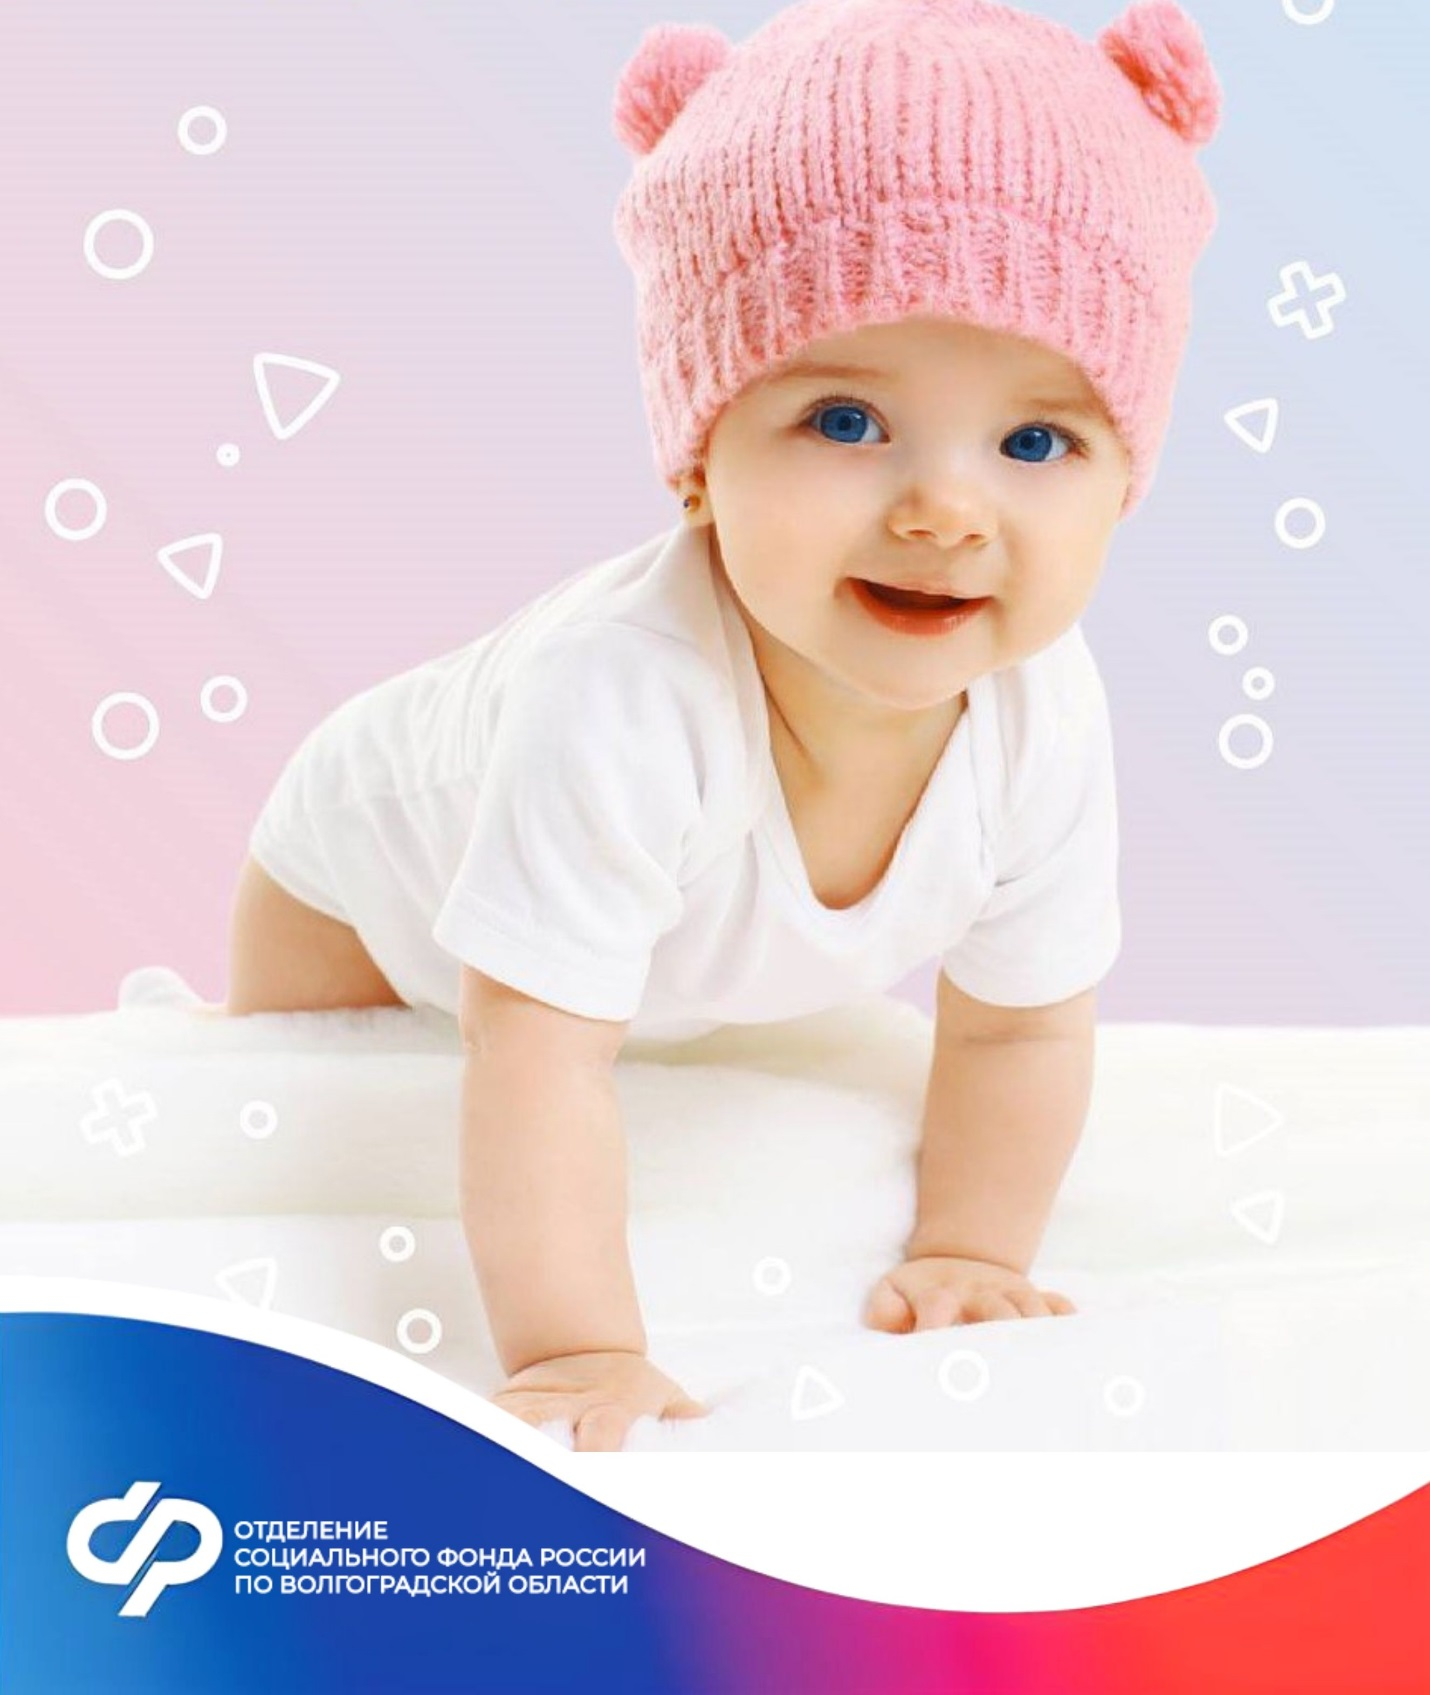 ОТДЕЛЕНИЕ
СОЦИАЛЬНОГО ФОНДА РОССИИ
ПО ВОЛГОГРАДСКОЙ ОБЛАСТИ